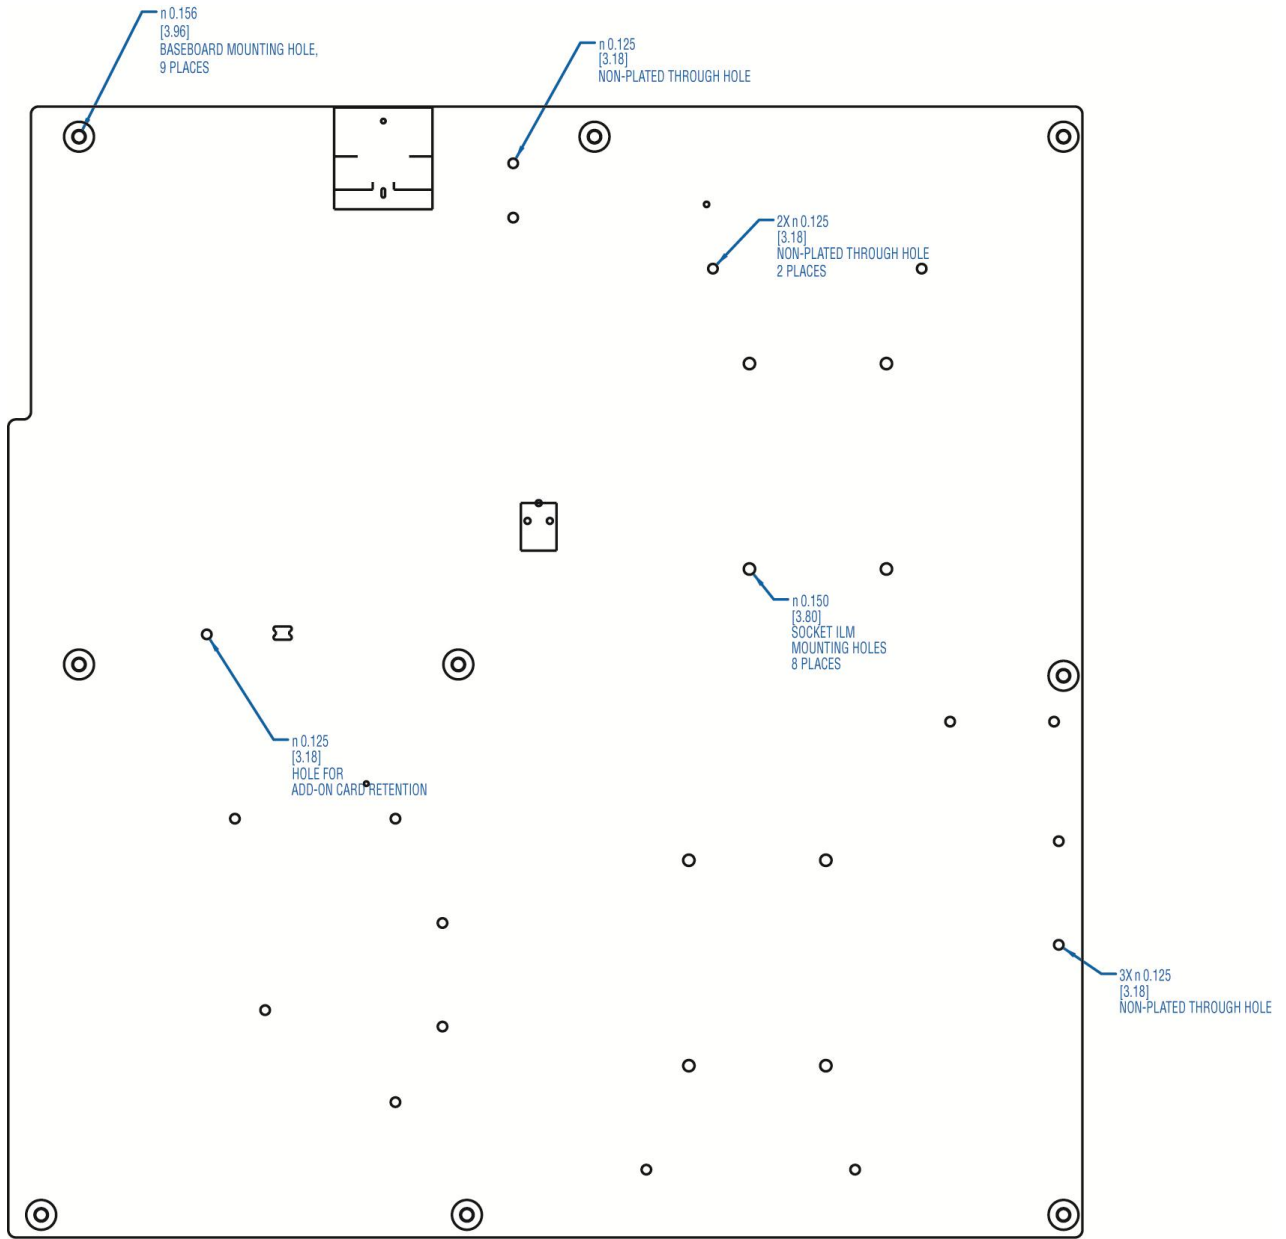 n 0.156
[3.96]
BASEBOARD MOUNTING HOLE,
9 PLACES
n 0.125
[3.18]
NON-PLATED THROUGH HOLE
2X n 0.125
[3.18]
NON-PLATED THROUGH HOLE
2 PLACES
n 0.150
[3.80]
SOCKET ILM
MOUNTING HOLES
8 PLACES
n 0.125
[3.18]
HOLE FOR
ADD-ON CARD RETENTION
3X n 0.125
[3.18]
NON-PLATED THROUGH HOLE